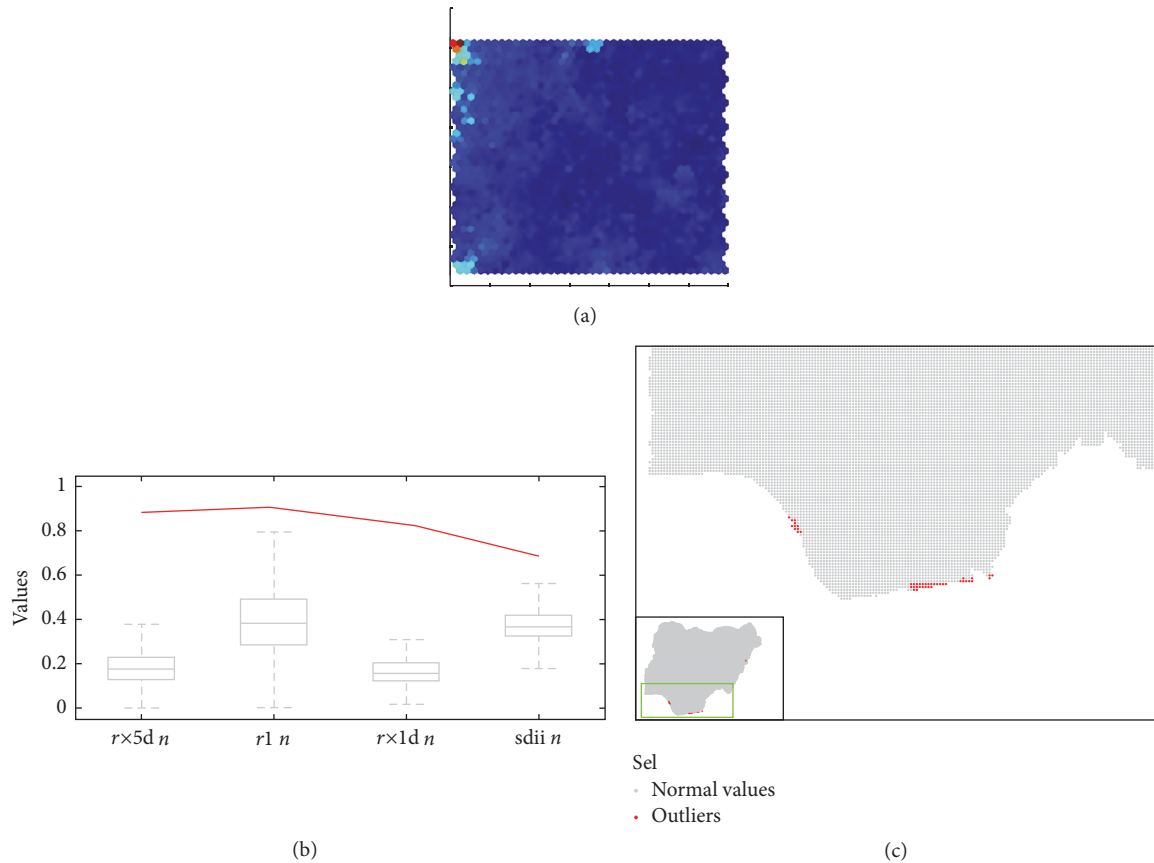 (a)
Values
1
0.8
0.6
0.4
0.2
0
r×5d n
r1 n
r×1d n
sdii n
(b)
Sel
Normal values
Outliers
(c)